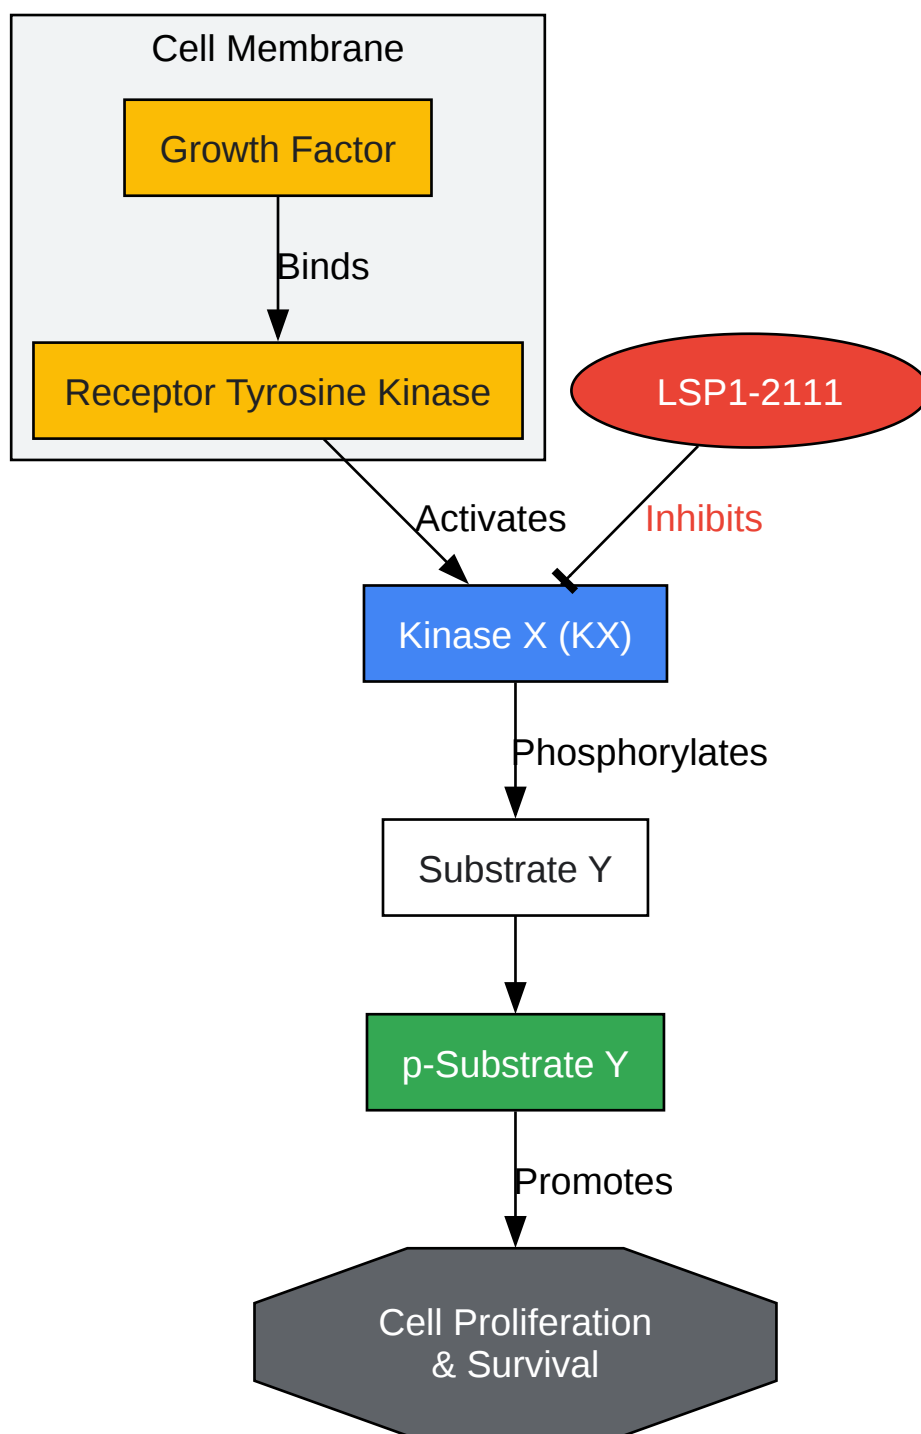 Cell Membrane
Growth Factor
Binds
Receptor Tyrosine Kinase
LSP1-2111
Activates
Inhibits
Kinase X (KX)
Phosphorylates
Substrate Y
p-Substrate Y
Promotes
Cell Proliferation
& Survival